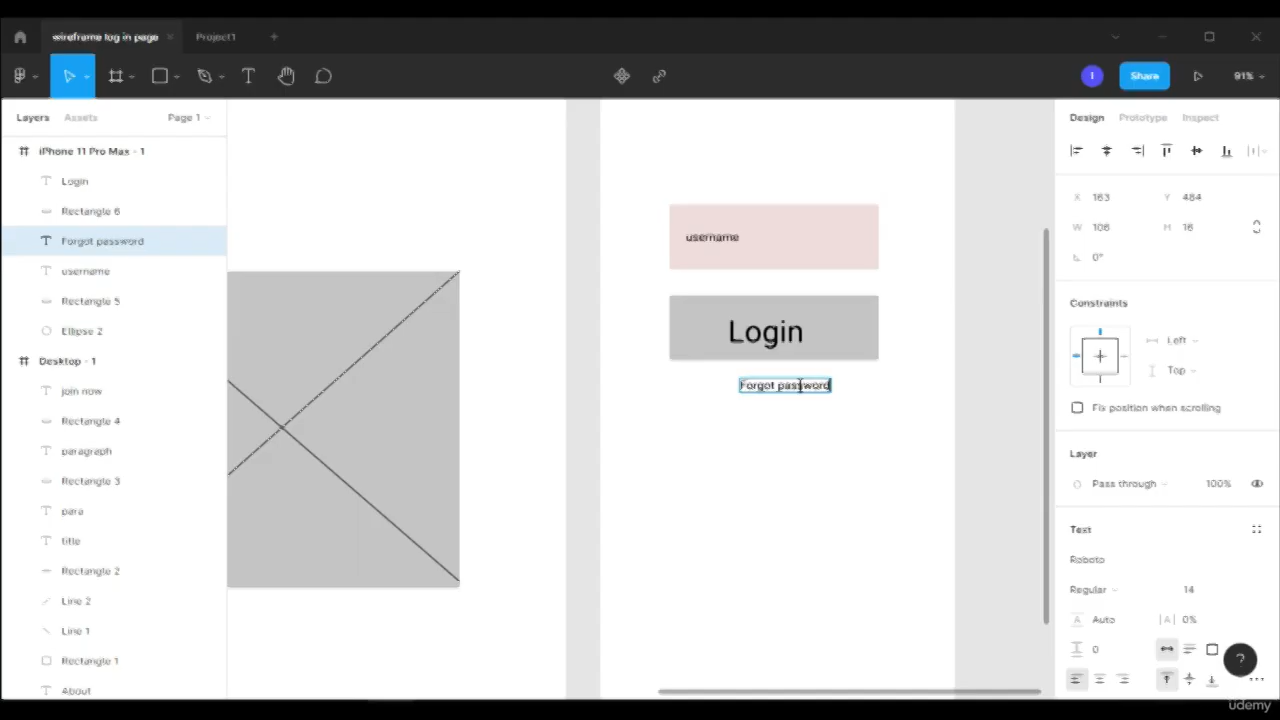 wireframe log in page
Project1
I
Share
91%
Layers
Assets
Page 1
iPhone 11 Pro Max - 1
Login
Rectangle 6
Forgot password
username
Rectangle 5
Ellipse 2
Desktop - 1
join now
Rectangle 4
paragraph
Rectangle 3
para
title
Rectangle 2
Line 2
Line 1
Rectangle 1
About
username
Login
Forgot password
Design
Prototype
Inspect
X 163 Y 484
W 106 H 16
0°
Constraints
Left
Top
Fix position when scrolling
Layer
Pass through 100%
Text
Roboto
Regular 14
A Auto |A| 0%
0
?
udemy